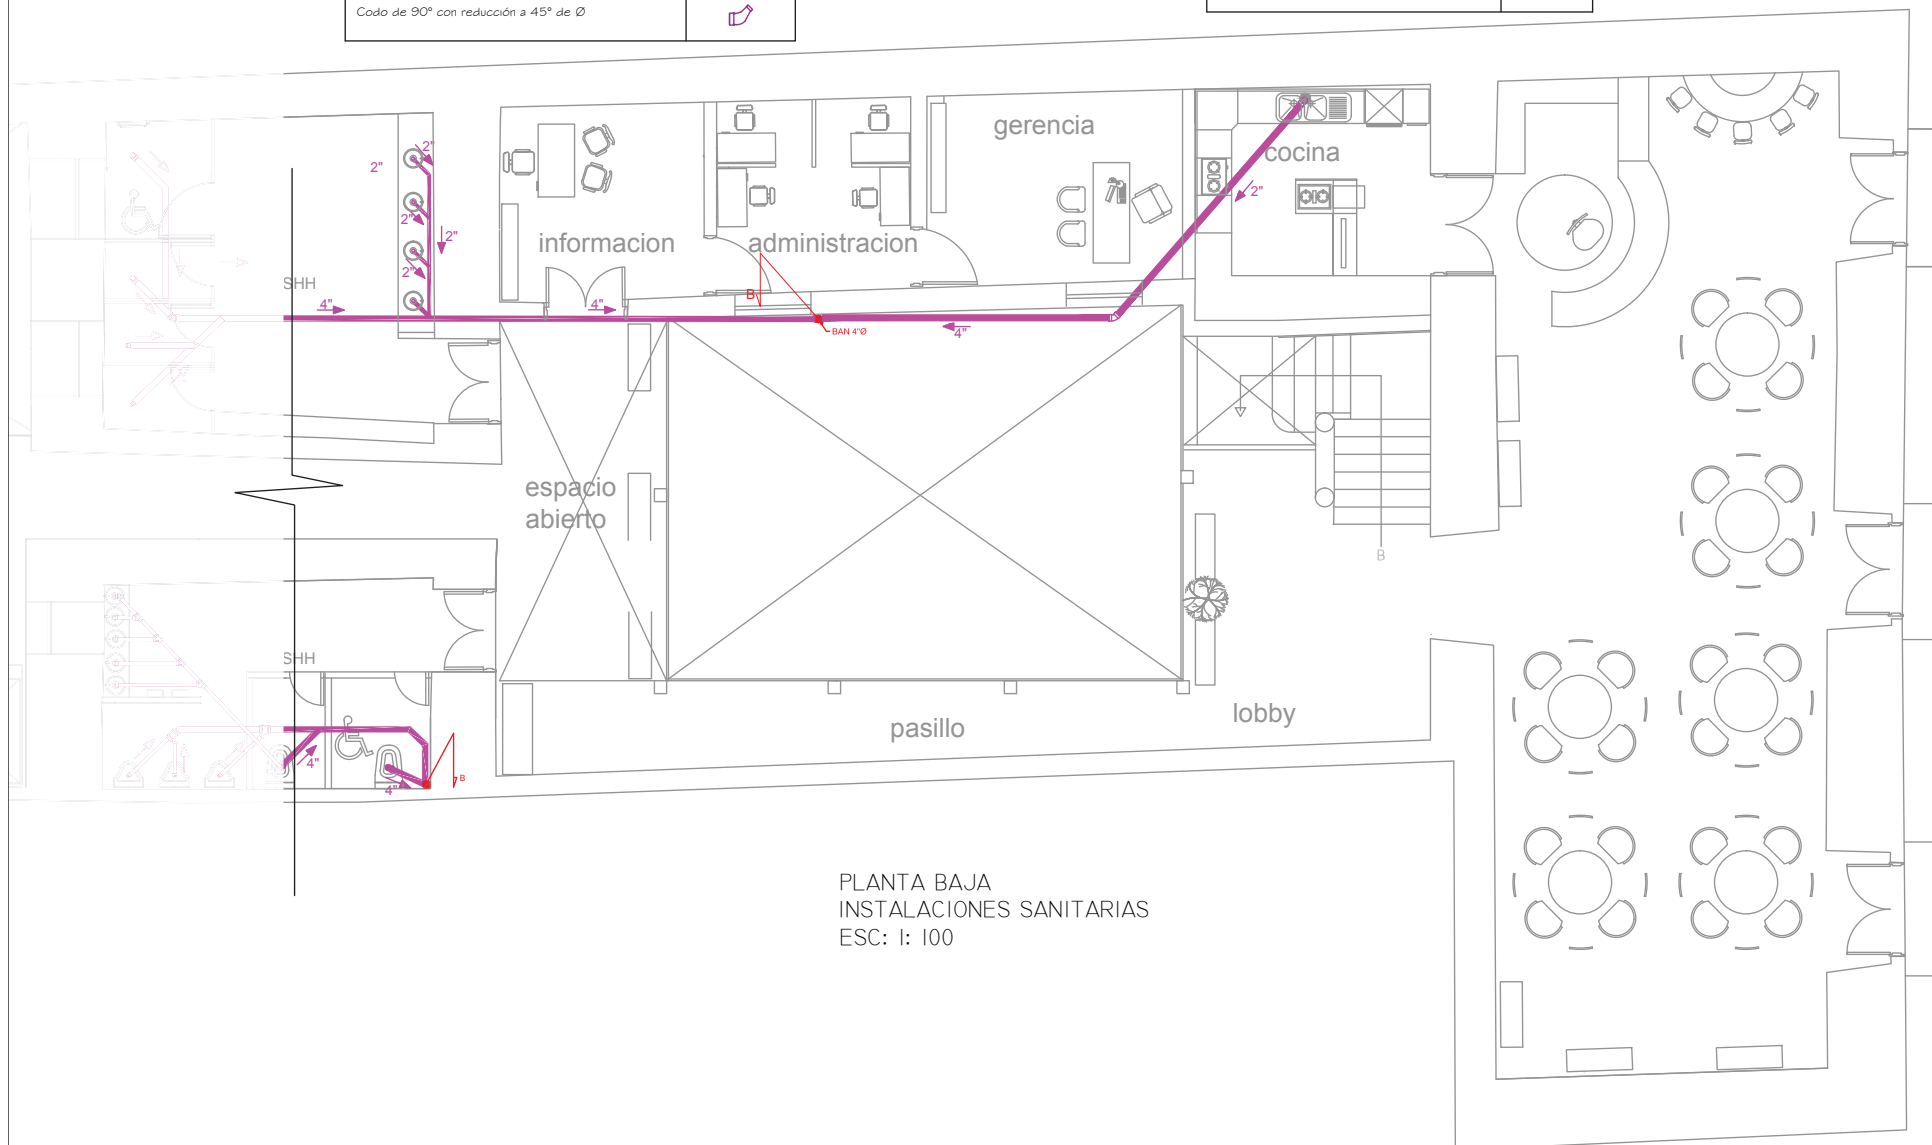 Codo de 90° con reducción a 45° de Ø
gerencia
cocina
2"
2"
2"
2"
2"
2"
informacion
administracion
SHH
B
4"
4"
4"
BAN 4"Ø
espacio
abierto
B
SHH
pasillo
lobby
4"
4"
B
PLANTA BAJA
INSTALACIONES SANITARIAS
ESC: 1: 100